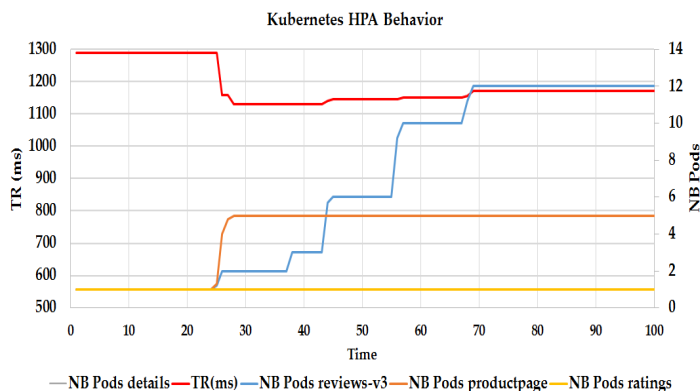 Kubernetes HPA Behavior
1300 14
1200 12
1100 10
1000 8
900 6
800 4
700 2
600 0
500
TR (ms)
NB Pods
0 10 20 30 40 50 60 70 80 90 100
Time
NB Pods details TR(ms) NB Pods reviews-v3 NB Pods productpage NB Pods ratings